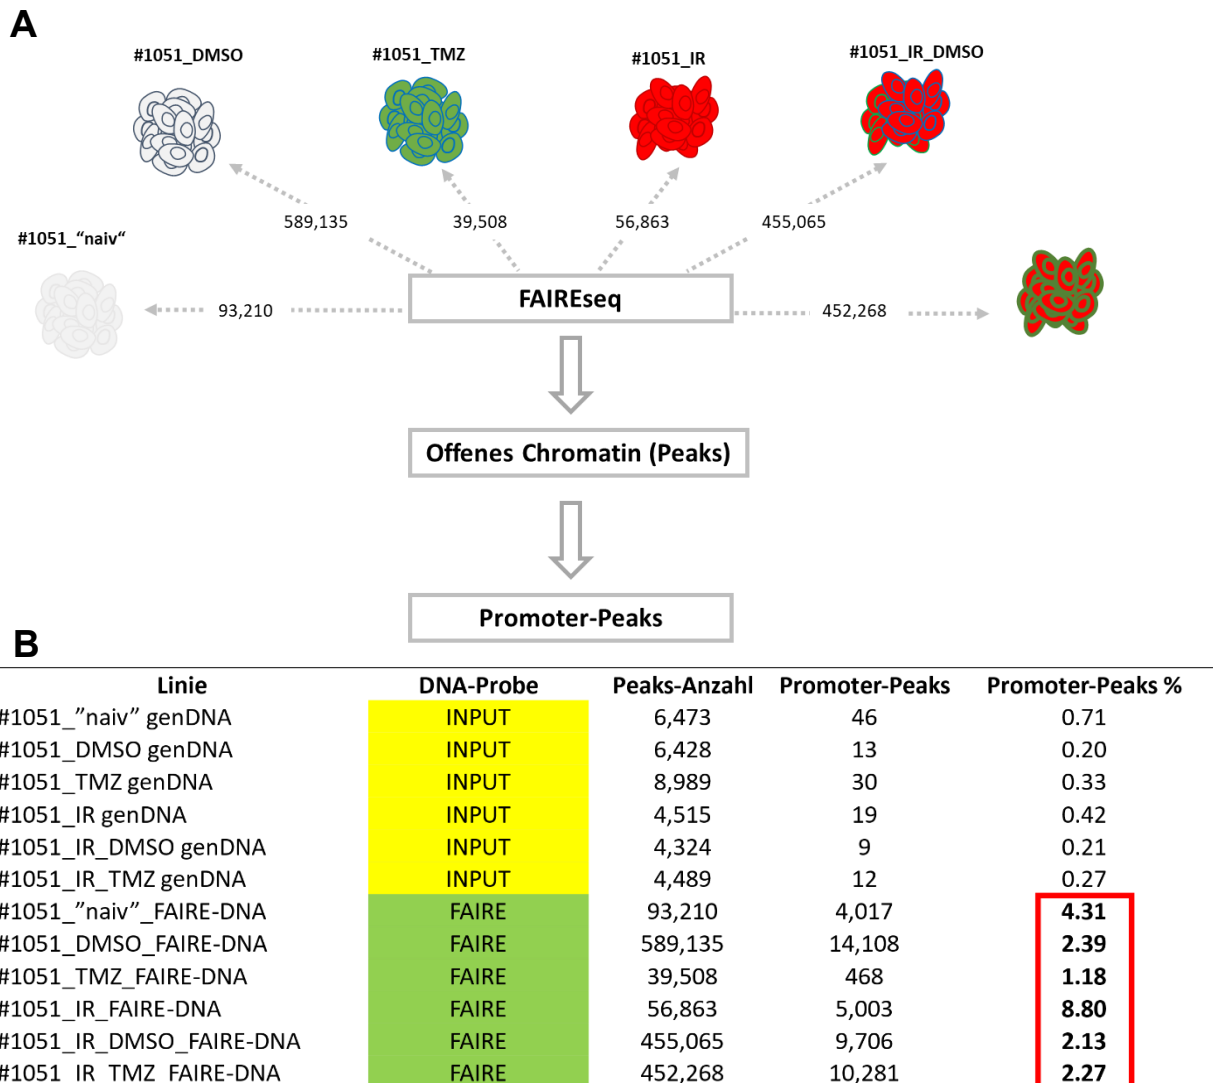 A
#1051_DMSO
#1051_TMZ
#1051_IR
#1051_IR_DMSO
589,135
39,508
56,863
455,065
#1051_"naiv"
93,210
FAIREseq
452,268
Offenes Chromatin (Peaks)
Promoter-Peaks
B
Linie DNA-Probe Peaks-Anzahl Promoter-Peaks Promoter-Peaks %
#1051_"naiv" genDNA INPUT 6,473 46 0.71
#1051_DMSO genDNA INPUT 6,428 13 0.20
#1051_TMZ genDNA INPUT 8,989 30 0.33
#1051_IR genDNA INPUT 4,515 19 0.42
#1051_IR_DMSO genDNA INPUT 4,324 9 0.21
#1051_IR_TMZ genDNA INPUT 4,489 12 0.27
#1051_"naiv"_FAIRE-DNA FAIRE 93,210 4,017 4.31
#1051_DMSO_FAIRE-DNA FAIRE 589,135 14,108 2.39
#1051_TMZ_FAIRE-DNA FAIRE 39,508 468 1.18
#1051_IR_FAIRE-DNA FAIRE 56,863 5,003 8.80
#1051_IR_DMSO_FAIRE-DNA FAIRE 455,065 9,706 2.13
#1051_IR_TMZ_FAIRE-DNA FAIRE 452,268 10,281 2.27